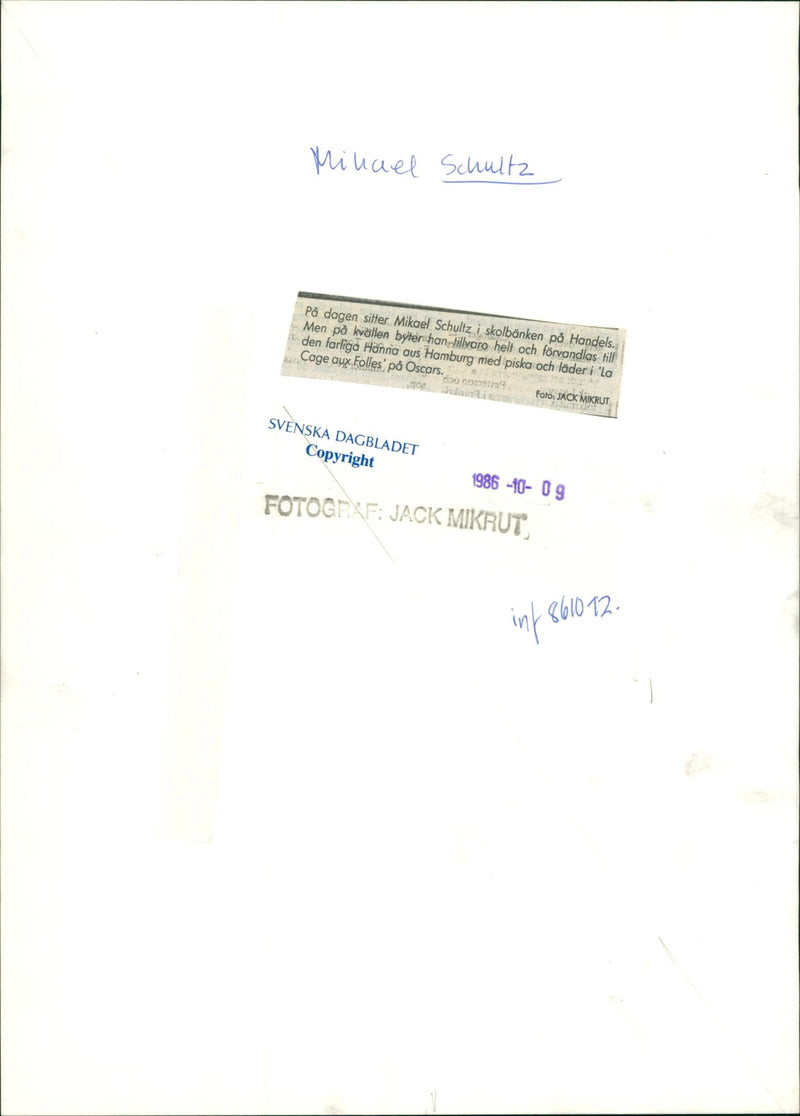 Mikael Schultz
På dagen sitter Mikael Schultz i skolbänken på Handels.
Men på kvällen byter han tillvaro helt och förvandlas till
den farliga Hanna aus Hamburg med piska och läder i 'La
Cage aux Folles' på Oscars.
Foto: JACK MIKRUT
SVENSKA DAGBLADET
Copyright
1986 -10- 09
FOTOGRAF: JACK MIKRUT
inf 861012.